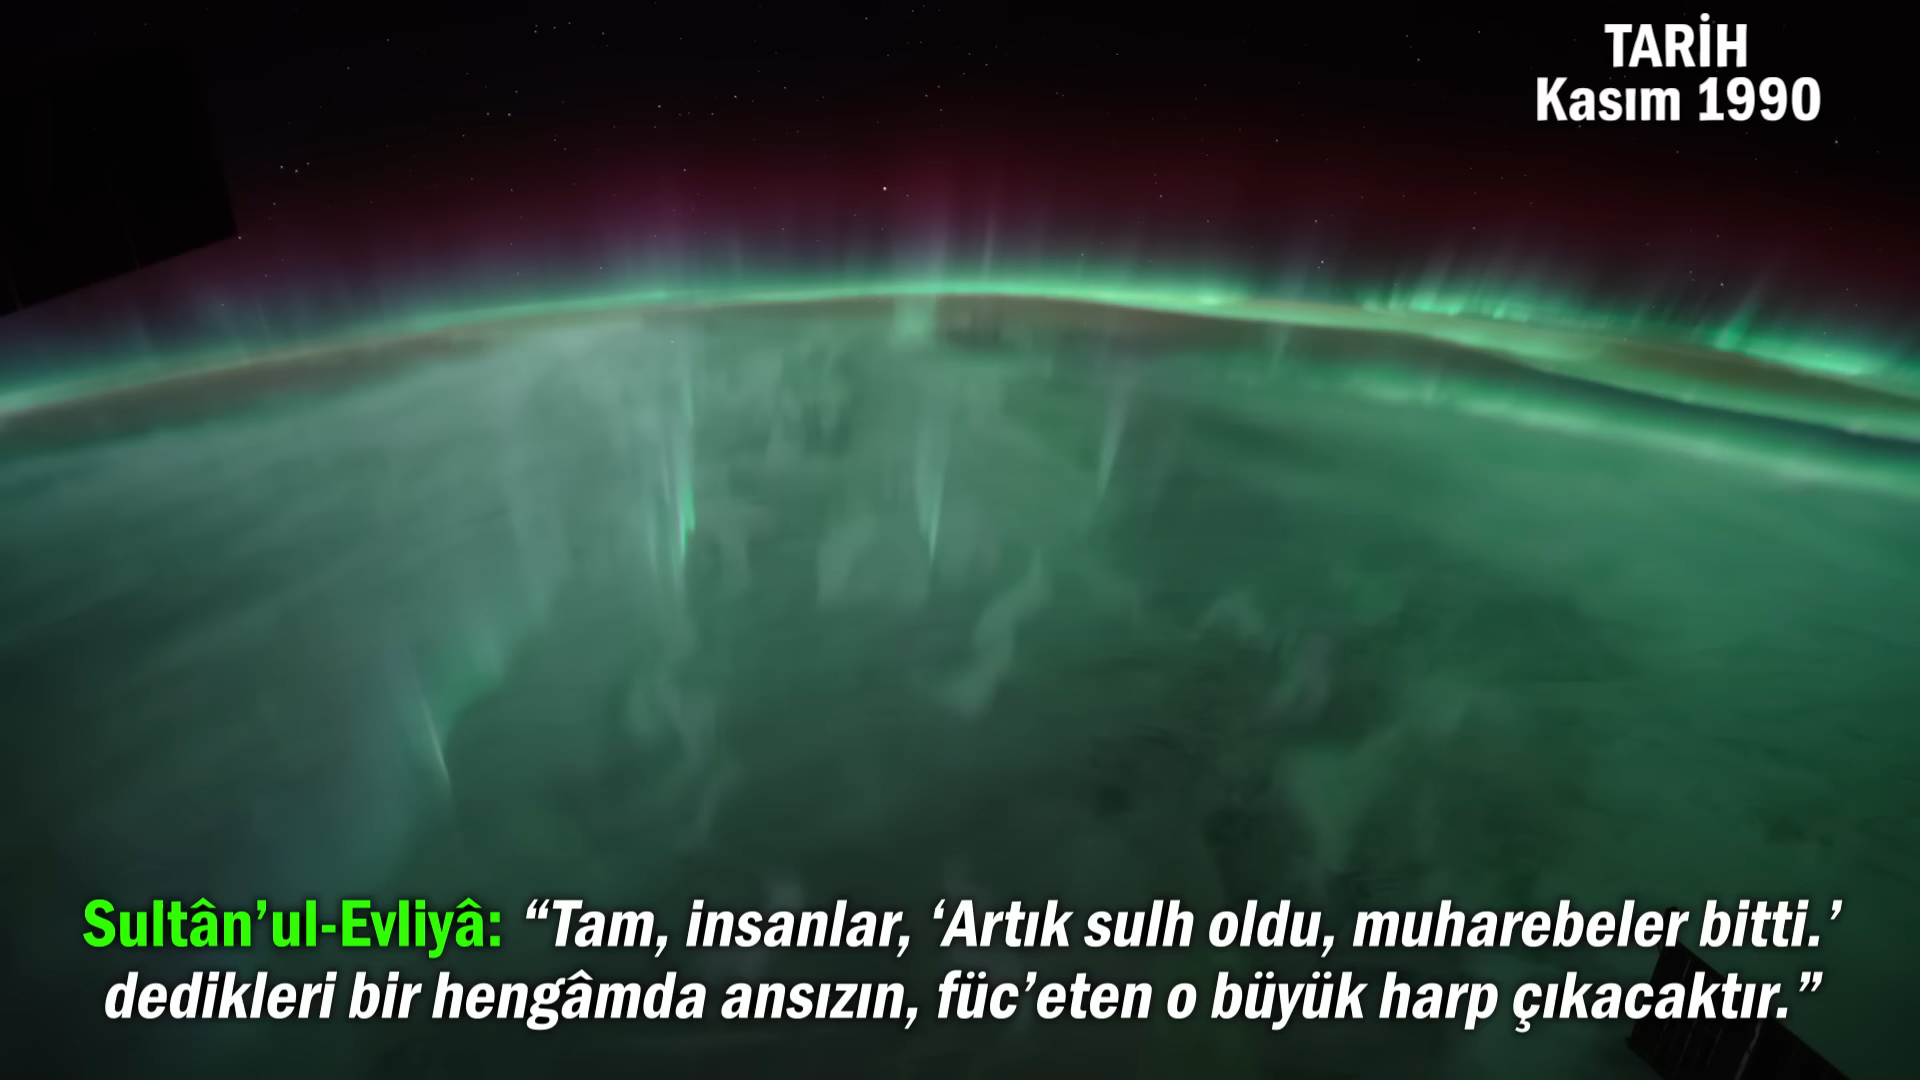 TARİH
Kasım 1990
Sultân’ul-Evliyâ: “Tam, insanlar, ‘Artık sulh oldu, muharebeler bitti.’
dedikleri bir hengâmda ansızın, füc’eten o büyük harp çıkacaktır.”